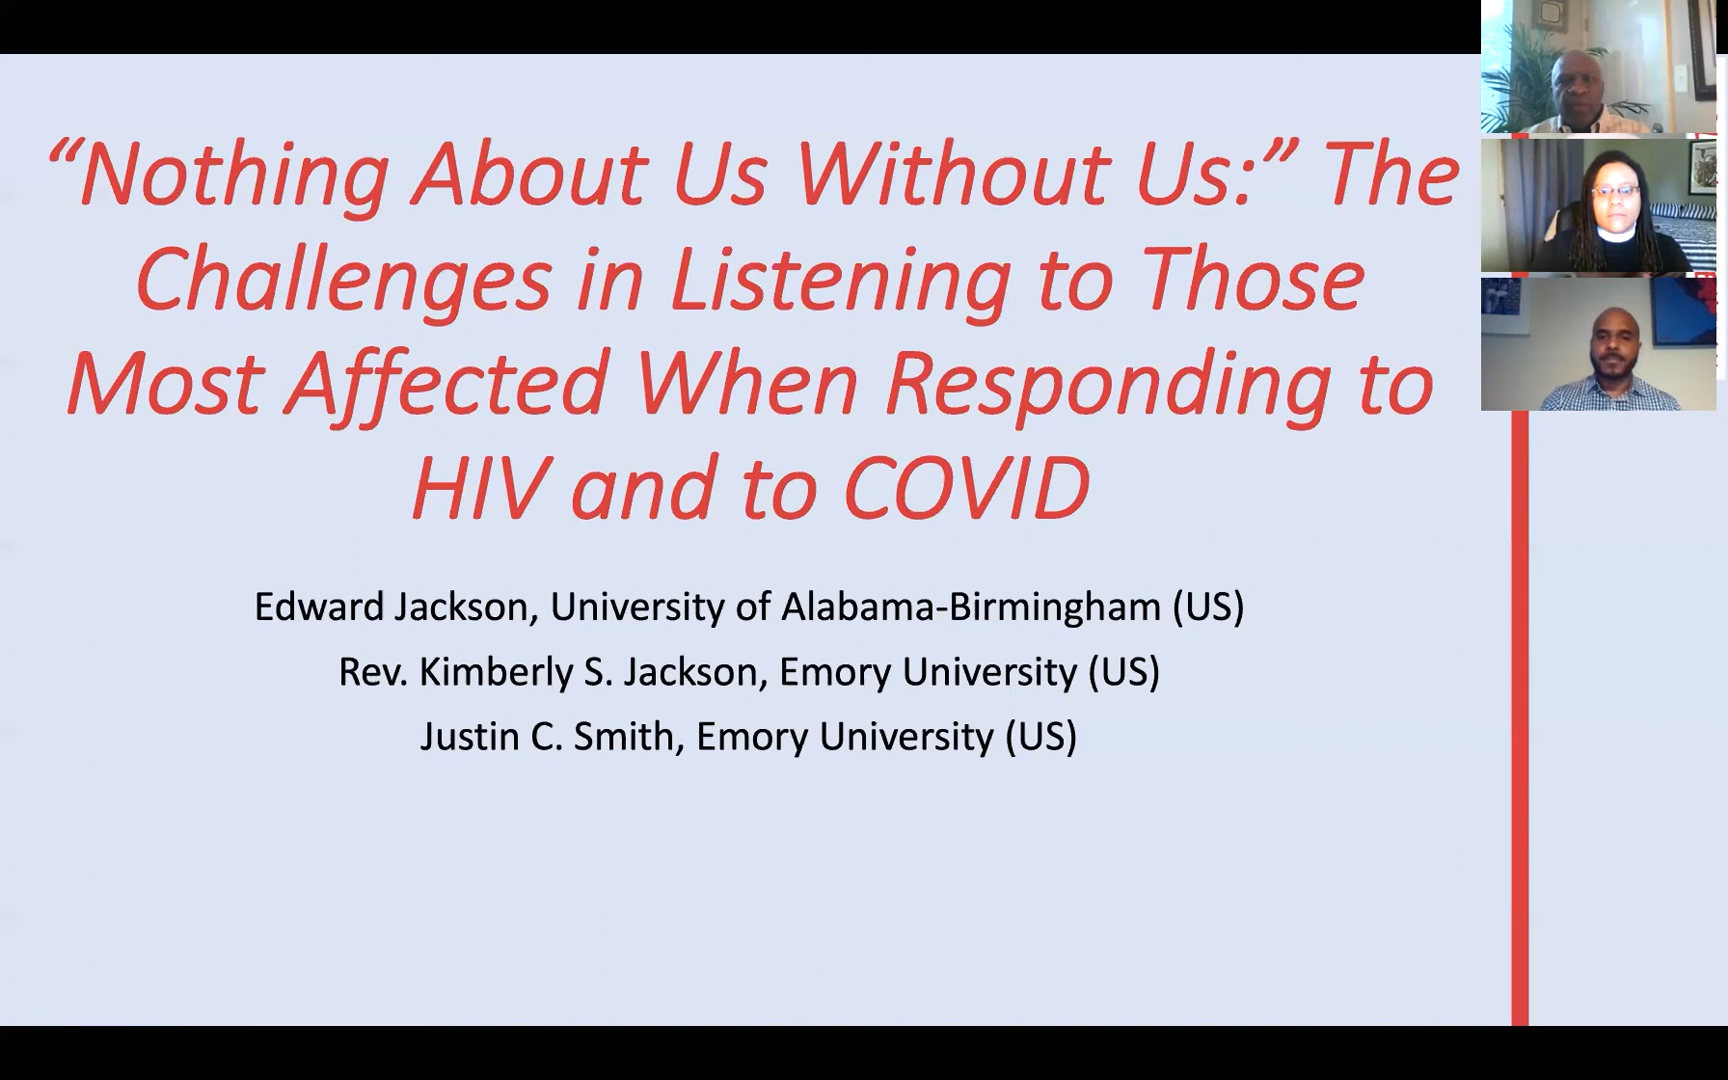 “Nothing About Us Without Us:” The
Challenges in Listening to Those
Most Affected When Responding to
HIV and to COVID
Edward Jackson, University of Alabama-Birmingham (US)
Rev. Kimberly S. Jackson, Emory University (US)
Justin C. Smith, Emory University (US)